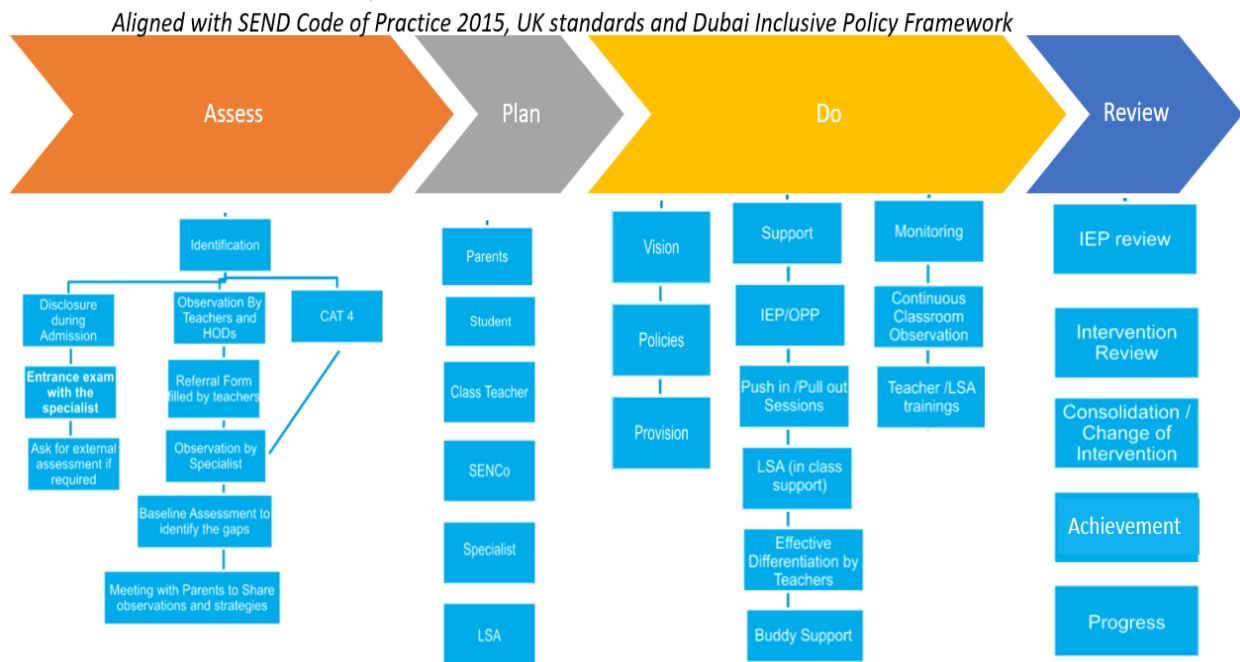 Aligned with SEND Code of Practice 2015, UK standards and Dubai Inclusive Policy Framework
Assess
Plan
Do
Review
Identification
Disclosure
during
Admission
Observation By
Teachers and
HODs
CAT 4
Entrance exam
with the
specialist
Referral Form
filled by teachers
Ask for external
assessment if
required
Observation by
Specialist
Baseline Assessment to
identify the gaps
Meeting with Parents to Share
observations and strategies
Parents
Student
Class Teacher
SENCo
Specialist
LSA
Vision
Policies
Provision
Support
IEP/OPP
Push in /Pull out
Sessions
LSA (in class
support)
Effective
Differentiation by
Teachers
Buddy Support
Monitoring
Continuous
Classroom
Observation
Teacher /LSA
trainings
IEP review
Intervention
Review
Consolidation /
Change of
Intervention
Achievement
Progress